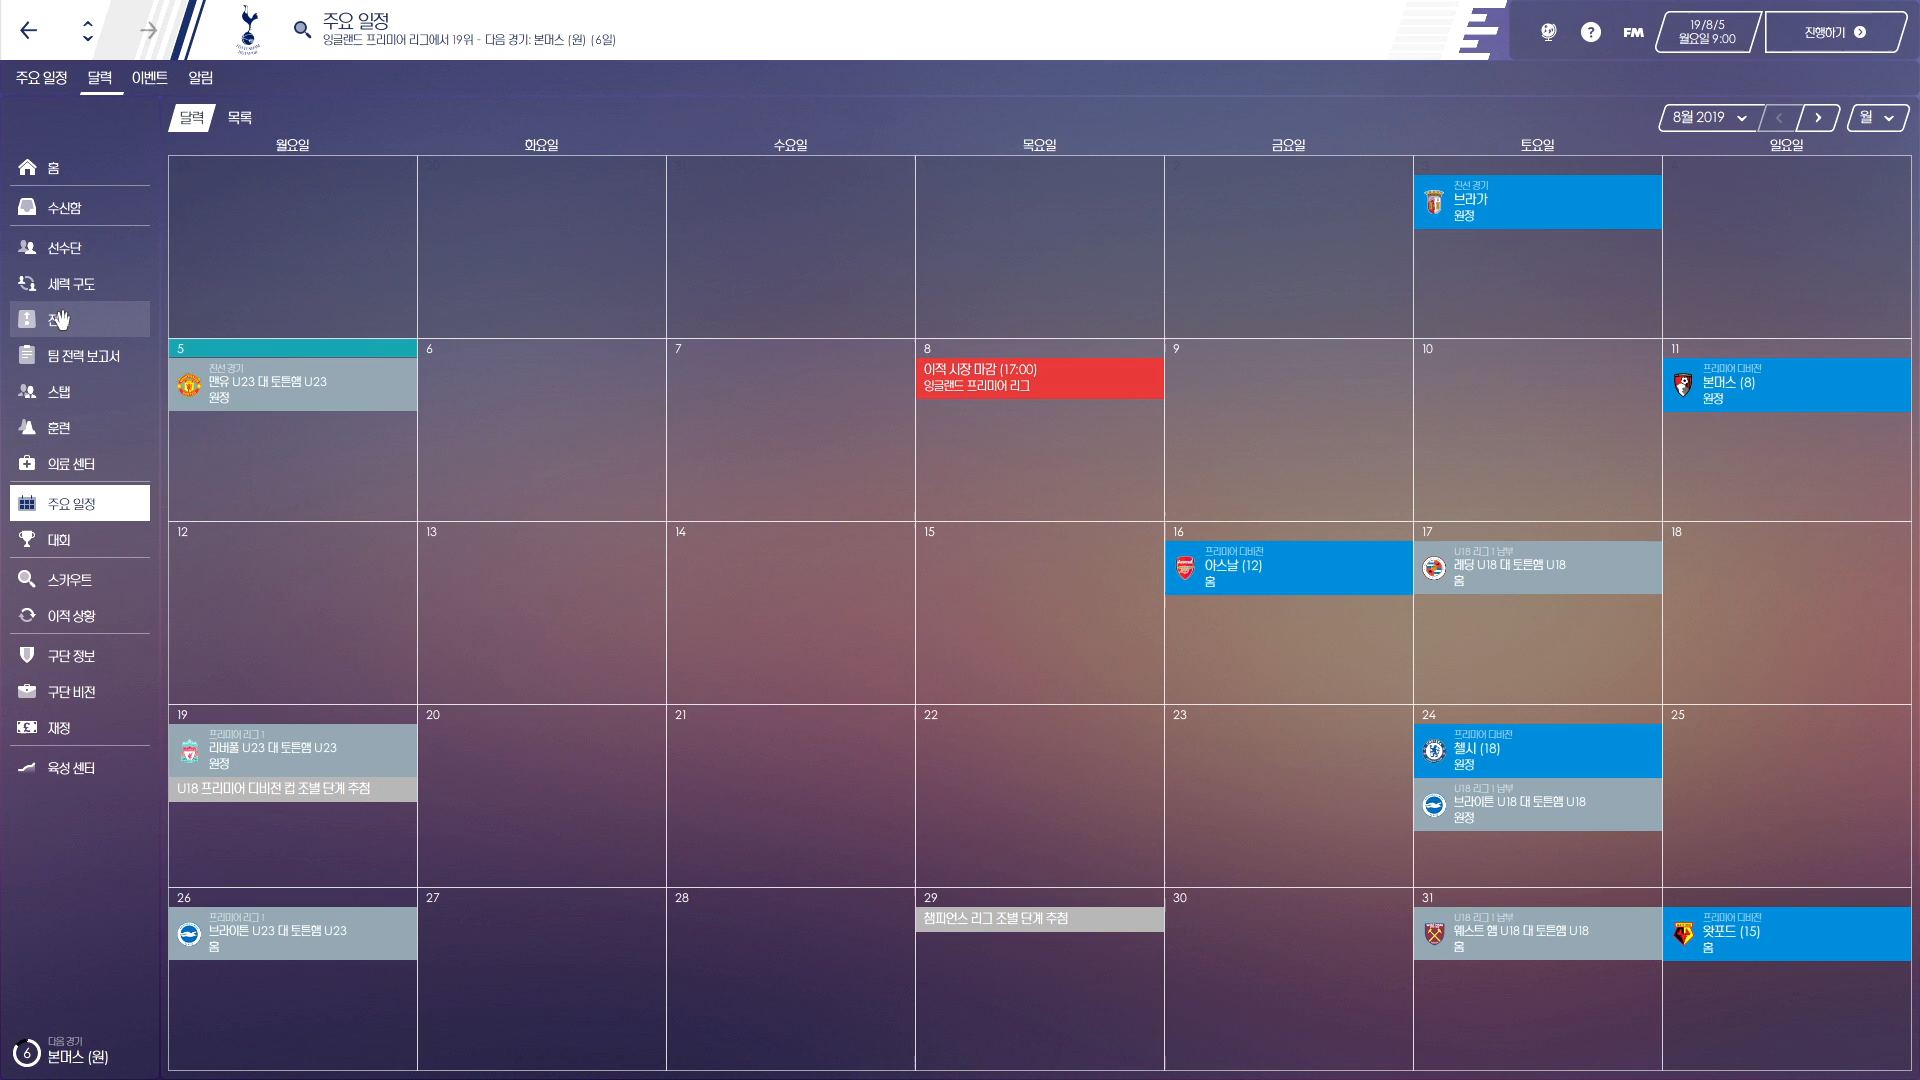 주요 일정
잉글랜드 프리미어 리그에서 19위 - 다음 경기: 본머스 (원) (6일)
FM
19/8/5
월요일 9:00
진행하기
주요 일정 달력 이벤트 알림
달력 목록
8월 2019
월
월요일 화요일 수요일 목요일 금요일 토요일 일요일
홈
수신함
선수단
세력 구도
팀 전력 보고서
스탭
훈련
의료 센터
주요 일정
대회
스카우트
이적 상황
구단 정보
구단 비전
재정
육성 센터
다음 경기
6
본머스 (원)
친선 경기
브라가
원정
5
친선 경기
맨유 U23 대 토튼햄 U23
원정
6
7
8
이적 시장 마감 (17:00)
잉글랜드 프리미어 리그
9
10
11
프리미어 디비전
본머스 (8)
원정
12
13
14
15
16
프리미어 디비전
아스날 (12)
홈
17
U18 리그 1 남부
레딩 U18 대 토튼햄 U18
홈
18
19
프리미어 리그 1
리버풀 U23 대 토튼햄 U23
원정
U18 프리미어 디비전 컵 조별 단계 추첨
20
21
22
23
24
프리미어 디비전
첼시 (18)
원정
U18 리그 1 남부
브라이튼 U18 대 토튼햄 U18
원정
25
26
프리미어 리그 1
브라이튼 U23 대 토튼햄 U23
홈
27
28
29
챔피언스 리그 조별 단계 추첨
30
31
U18 리그 1 남부
웨스트 햄 U18 대 토튼햄 U18
홈
프리미어 디비전
왓포드 (15)
홈